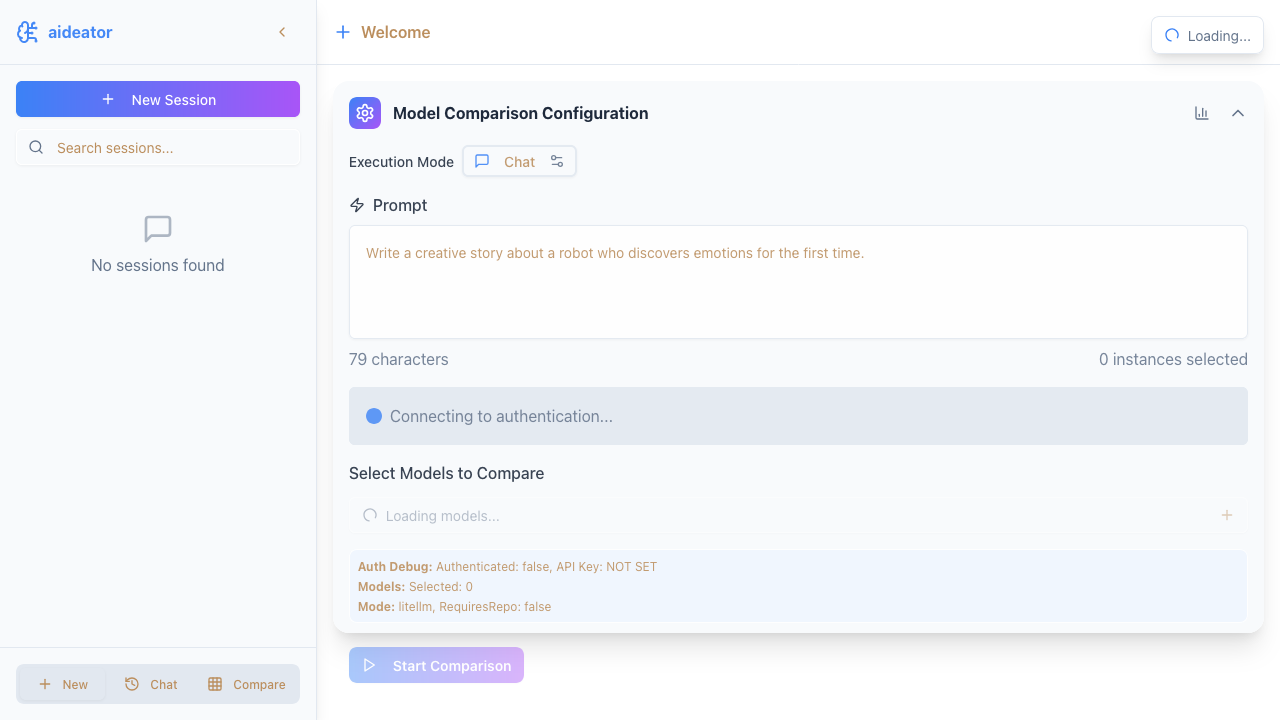 aideator
New Session
Search sessions...
No sessions found
New
Chat
Compare
Welcome
Loading...
Model Comparison Configuration
Execution Mode
Chat
Prompt
Write a creative story about a robot who discovers emotions for the first time.
79 characters
0 instances selected
Connecting to authentication...
Select Models to Compare
Loading models...
Auth Debug: Authenticated: false, API Key: NOT SET
Models: Selected: 0
Mode: litellm, RequiresRepo: false
Start Comparison